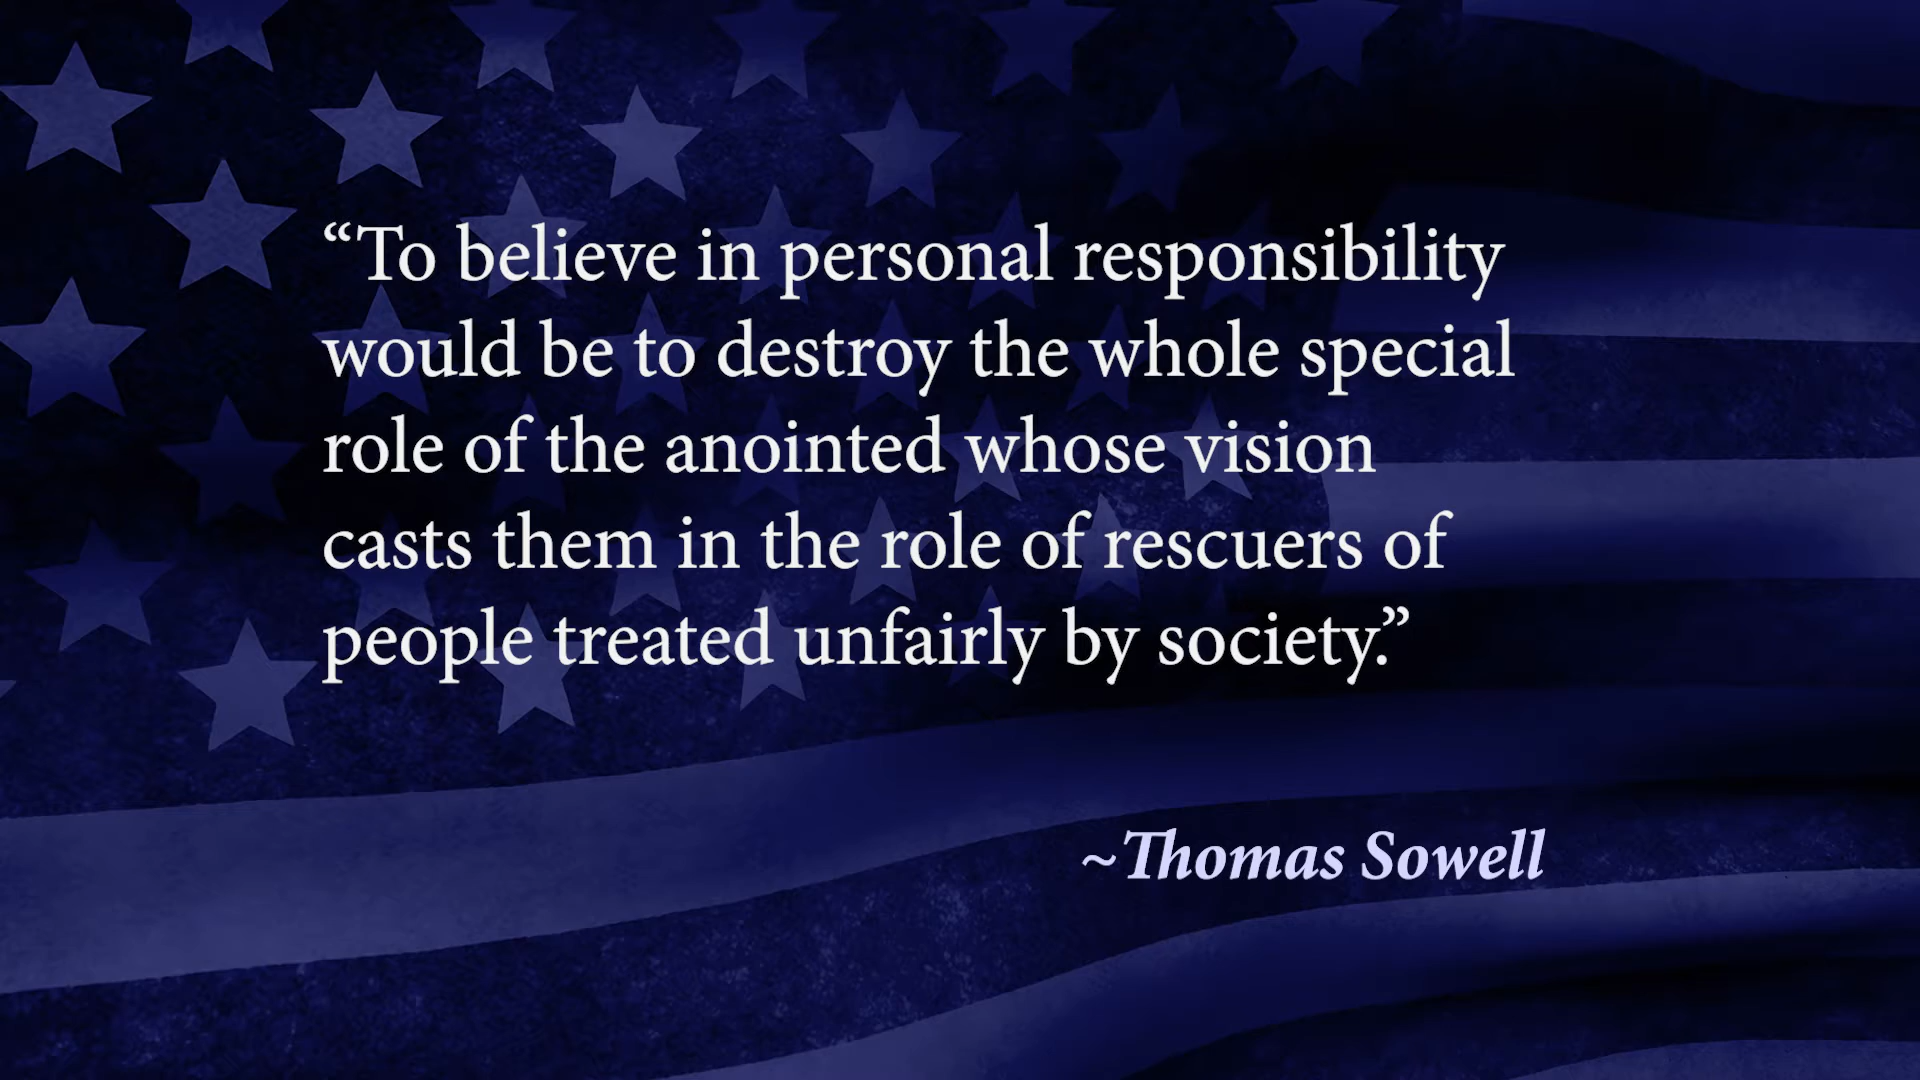 “To believe in personal responsibility
would be to destroy the whole special
role of the anointed whose vision
casts them in the role of rescuers of
people treated unfairly by society.”
~Thomas Sowell